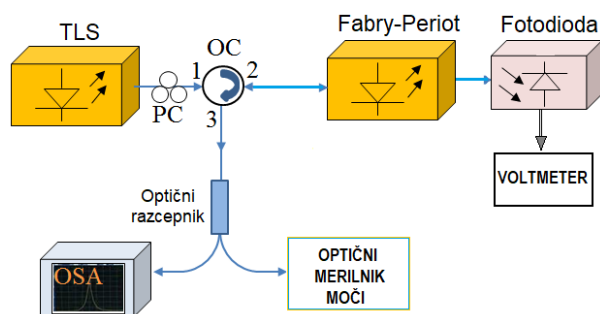 TLS
PC
OC
1
2
3
Fabry-Periot
Fotodioda
VOLTMETER
Optični
razcepnik
OSA
OPTIČNI
MERILNIK
MOČI